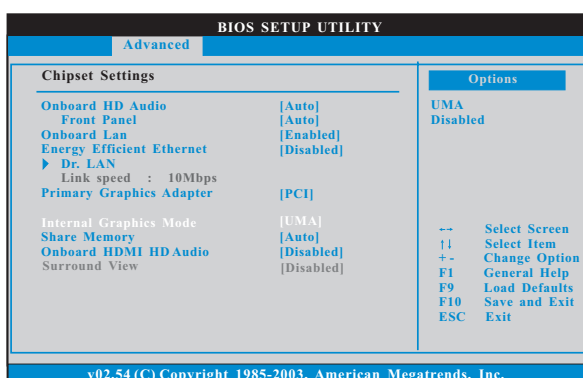 BIOS SETUP UTILITY
Advanced
Chipset Settings
Onboard HD Audio [Auto]
Front Panel [Auto]
Onboard Lan [Enabled]
Energy Efficient Ethernet [Disabled]
Dr. LAN
Link speed : 10Mbps
Primary Graphics Adapter [PCI]
Internal Graphics Mode [UMA]
Share Memory [Auto]
Onboard HDMI HD Audio [Disabled]
Surround View [Disabled]
Options
UMA
Disabled
←→ Select Screen
↑↓ Select Item
+ - Change Option
F1 General Help
F9 Load Defaults
F10 Save and Exit
ESC Exit
v02.54 (C) Copyright 1985-2003, American Megatrends, Inc.